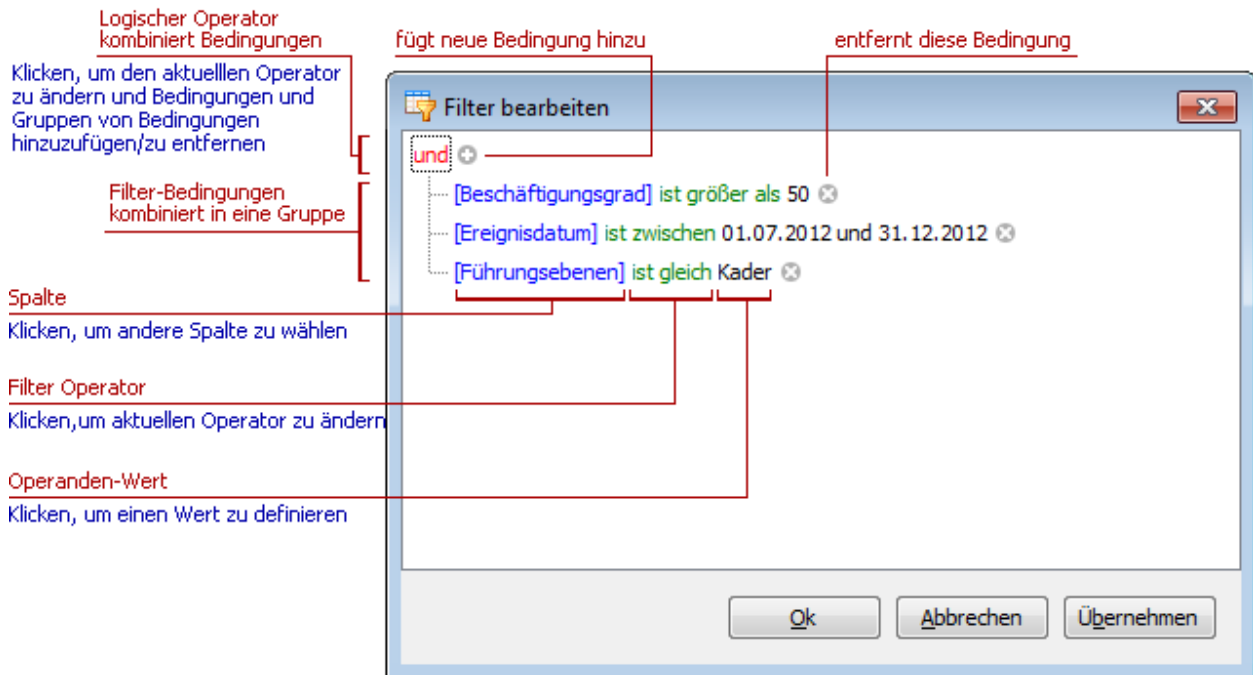 Logischer Operator
kombiniert Bedingungen
fügt neue Bedingung hinzu
entfernt diese Bedingung
Klicken, um den aktuelllen Operator
zu ändern und Bedingungen und
Gruppen von Bedingungen
hinzuzufügen/zu entfernen
Filter-Bedingungen
kombiniert in eine Gruppe
Filter bearbeiten
und
[Beschäftigungsgrad] ist größer als 50
[Ereignisdatum] ist zwischen 01.07.2012 und 31.12.2012
[Führungsebenen] ist gleich Kader
Spalte
Klicken, um andere Spalte zu wählen
Filter Operator
Klicken,um aktuellen Operator zu ändern
Operanden-Wert
Klicken, um einen Wert zu definieren
Ok
Abbrechen
Übernehmen